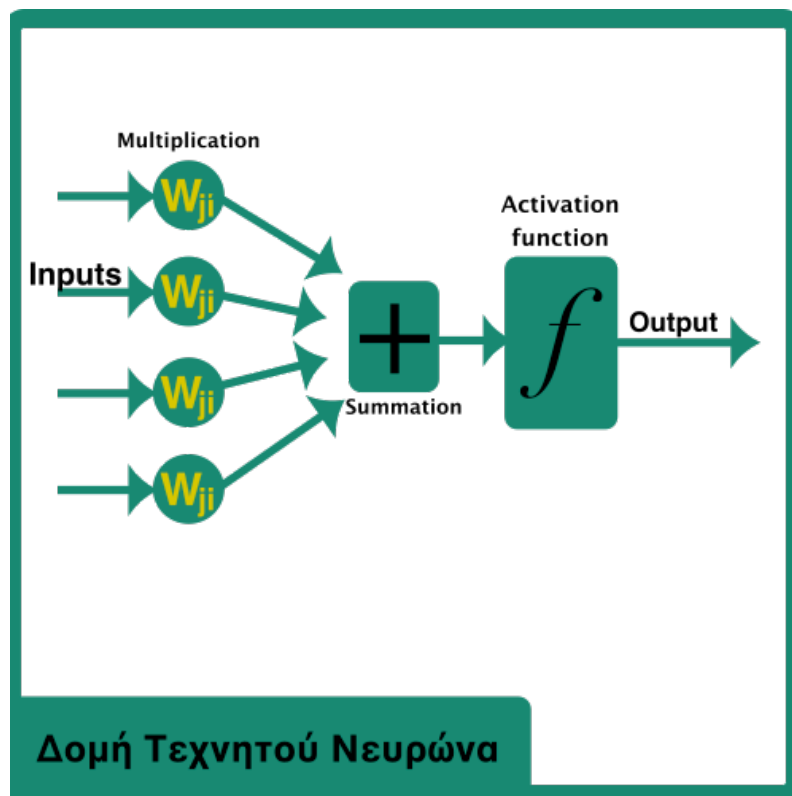 Multiplication
Wji
Inputs
Wji
Wji
Wji
+
Summation
Activation
function
f
Output
Δομή Τεχνητού Νευρώνα